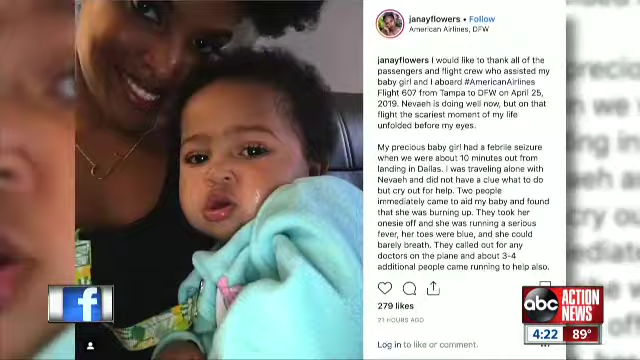 janayflowers • Follow
American Airlines, DFW
janayflowers I would like to thank all of the
passengers and flight crew who assisted my
baby girl and I aboard #AmericanAirlines
Flight 607 from Tampa to DFW on April 25,
2019. Nevaeh is doing well now, but on that
flight the scariest moment of my life
unfolded before my eyes.
My precious baby girl had a febrile seizure
when we were about 10 minutes out from
landing in Dallas. I was traveling alone with
Nevaeh and did not have a clue what to do
but cry out for help. Two people
immediately came to aid my baby and found
that she was burning up. They took her
onesie off and she was running a serious
fever, her toes were blue, and she could
barely breath. They called out for any
doctors on the plane and about 3-4
additional people came running to help also.
279 likes
21 HOURS AGO
Log in to like or comment.
f
abc ACTION
NEWS
4:22 89°